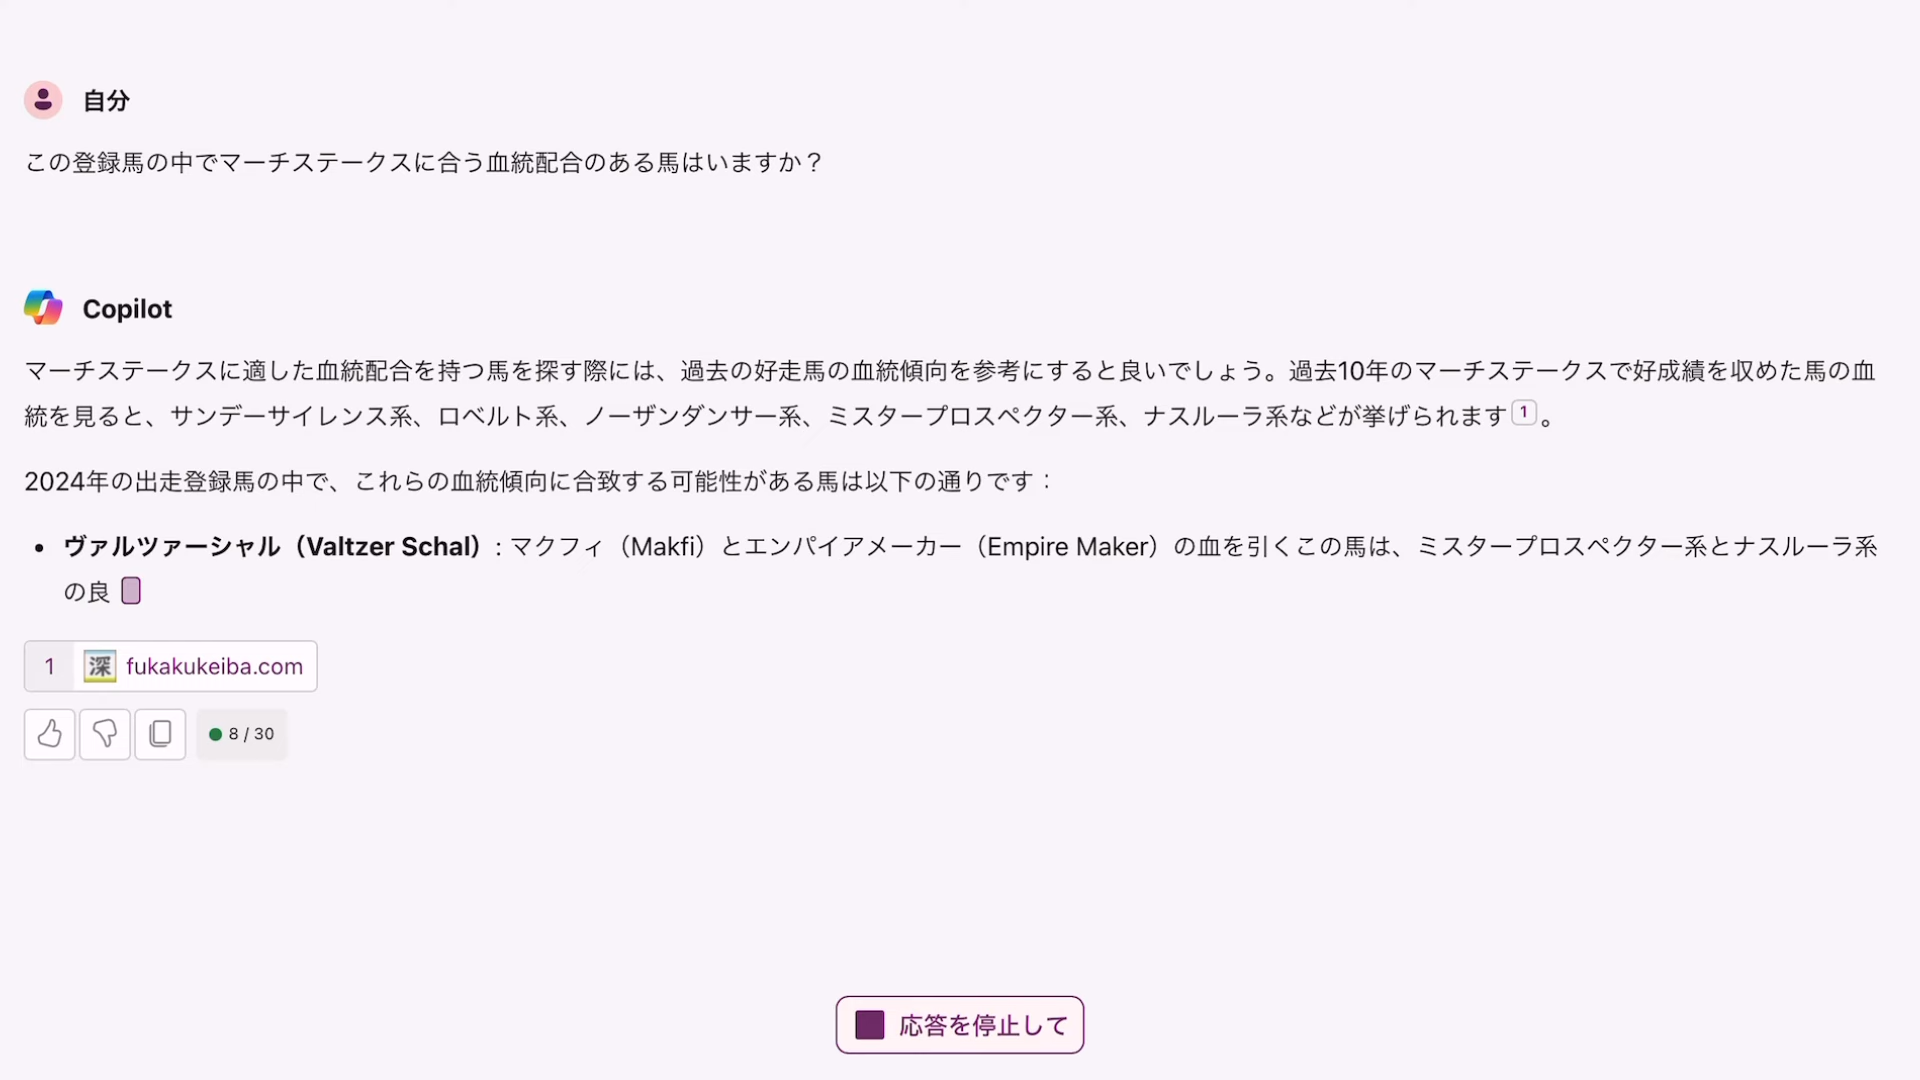 自分
この登録馬の中でマーチステークスに合う血統配合のある馬はいますか？
Copilot
マーチステークスに適した血統配合を持つ馬を探す際には、過去の好走馬の血統傾向を参考にすると良いでしょう。過去10年のマーチステークスで好成績を収めた馬の血
統を見ると、サンデーサイレンス系、ロベルト系、ノーザンダンサー系、ミスタープロスペクター系、ナスルーラ系などが挙げられます 1 。
2024年の出走登録馬の中で、これらの血統傾向に合致する可能性がある馬は以下の通りです：
• ヴァルツァーシャル（Valtzer Schal）: マクフィ（Makfi）とエンパイアメーカー（Empire Maker）の血を引くこの馬は、ミスタープロスペクター系とナスルーラ系
の良
1 深 fukakukeiba.com
8 / 30
応答を停止して